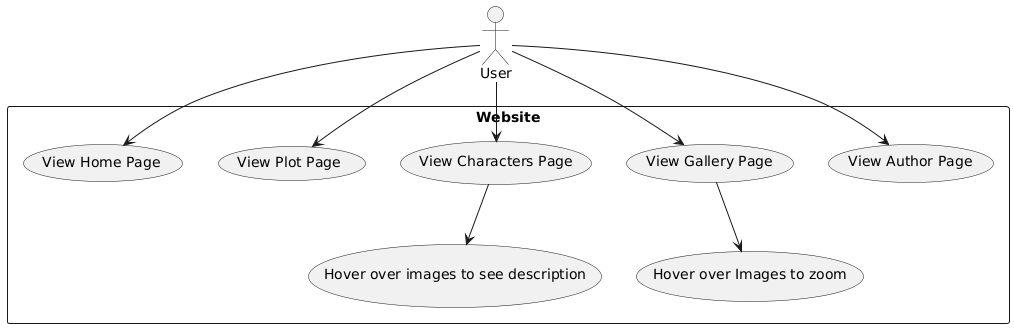 User
Website
View Home Page
View Plot Page
View Characters Page
View Gallery Page
View Author Page
Hover over images to see description
Hover over Images to zoom